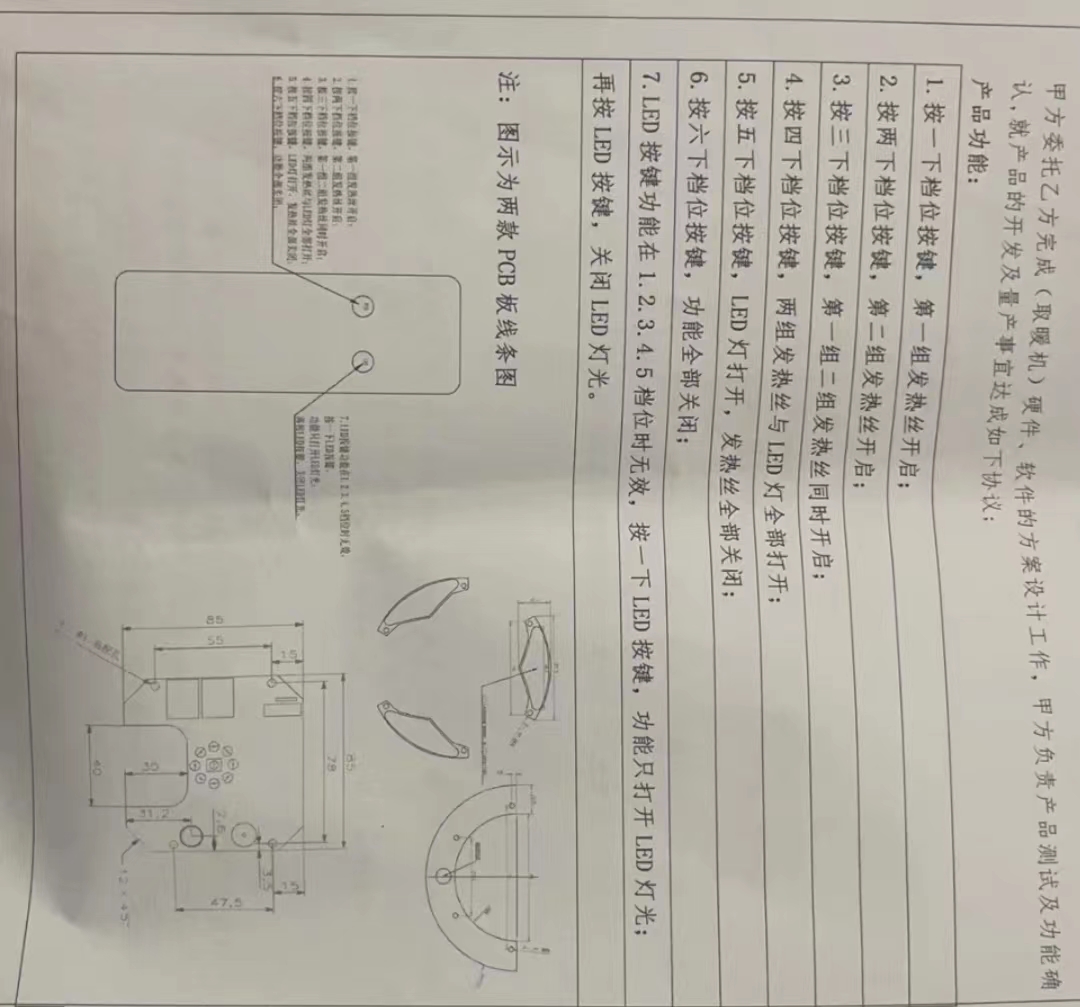 甲方委托乙方完成（取暖机）硬件、软件的方案设计工作，甲方负责产品测试及功能确
认，就产品的开发及量产事宜达成如下协议；
产品功能：
1.按一下档位按键，第一组发热丝开启；
2.按两下档位按键，第二组发热丝开启；
3.按三下档位按键，第一组二组发热丝同时开启；
4.按四下档位按键，两组发热丝与 LED 灯全部打开；
5.按五下档位按键，LED 灯打开，发热丝全部关闭；
6.按六下档位按键，功能全部关闭；
7.LED 按键功能在 1.2.3.4.5 档位时无效，按一下 LED 按键，功能只打开 LED 灯光；
再按 LED 按键，关闭 LED 灯光。
注：图示为两款 PCB 板线条图
1.按一下档位按键，第一组发热丝开启；
2.按两下档位按键，第二组发热丝开启；
3.按三下档位按键，第一组二组发热丝同时开启；
4.按四下档位按键，两组发热丝与LED灯全部打开；
5.按五下档位按键，LED灯打开，发热丝全部关闭；
6.按六下档位按键，功能全部关闭；
7.LED按键功能在1.2.3.4.5档位时无效，
按一下LED按键，
功能只打开LED灯光；
再按LED按键，关闭LED灯光。
85
78
15
15
3.5
85
55
7.6
47.5
30
31.2
12×45°
40